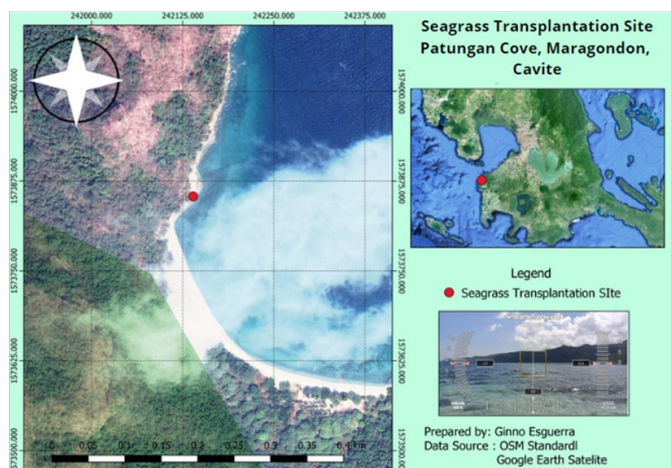 242000.000 242125.000 242250.000 242375.000
1574000.000
1573875.000
1573750.000
1573625.000
1573500.000
0 0.05 0.1 0.15 0.2 0.25 0.3 0.35 0.4 km
Seagrass Transplantation Site
Patungan Cove, Maragondon,
Cavite
1574000.000
1573875.000
1573750.000
1573625.000
1573500.000
Legend
Seagrass Transplantation SIte
Prepared by: Ginno Esguerra
Data Source : OSM Standardl
Google Earth Satelite